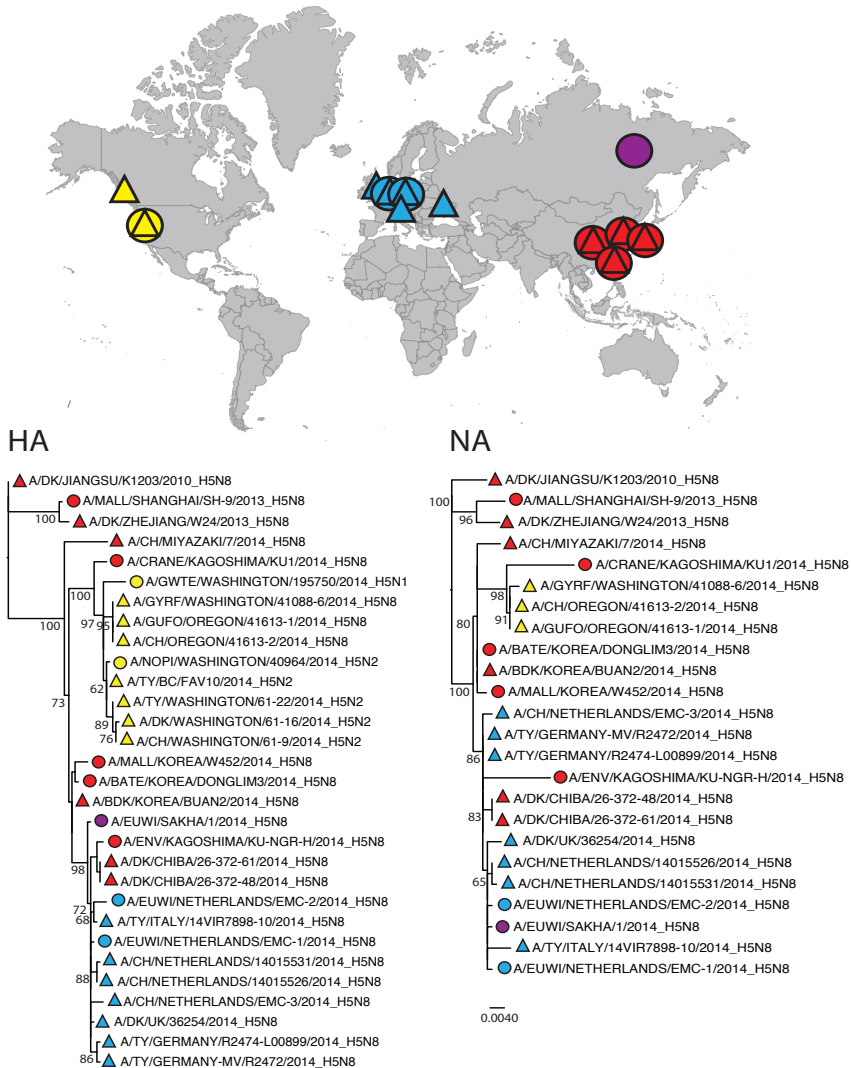 HA
A/DK/JIANGSU/K1203/2010_H5N8
A/MALL/SHANGHAI/SH-9/2013_H5N8
100
A/DK/ZHEJIANG/W24/2013_H5N8
A/CH/MIYAZAKI/7/2014_H5N8
A/CRANE/KAGOSHIMA/KU1/2014_H5N8
A/GWTE/WASHINGTON/195750/2014_H5N1
100
A/GYRF/WASHINGTON/41088-6/2014_H5N8
100
97
95
A/GUFO/OREGON/41613-1/2014_H5N8
A/CH/OREGON/41613-2/2014_H5N8
A/NOPI/WASHINGTON/40964/2014_H5N2
A/TY/BC/FAV10/2014_H5N2
62
73
A/TY/WASHINGTON/61-22/2014_H5N2
89
A/DK/WASHINGTON/61-16/2014_H5N2
76
A/CH/WASHINGTON/61-9/2014_H5N2
A/MALL/KOREA/W452/2014_H5N8
A/BATE/KOREA/DONGLIM3/2014_H5N8
A/BDK/KOREA/BUAN2/2014_H5N8
A/EUWI/SAKHA/1/2014_H5N8
A/ENV/KAGOSHIMA/KU-NGR-H/2014_H5N8
A/DK/CHIBA/26-372-61/2014_H5N8
98
A/DK/CHIBA/26-372-48/2014_H5N8
A/EUWI/NETHERLANDS/EMC-2/2014_H5N8
72
68
A/TY/ITALY/14VIR7898-10/2014_H5N8
A/EUWI/NETHERLANDS/EMC-1/2014_H5N8
A/CH/NETHERLANDS/14015531/2014_H5N8
88
A/CH/NETHERLANDS/14015526/2014_H5N8
A/CH/NETHERLANDS/EMC-3/2014_H5N8
A/DK/UK/36254/2014_H5N8
A/TY/GERMANY/R2474-L00899/2014_H5N8
86
A/TY/GERMANY-MV/R2472/2014_H5N8
NA
A/DK/JIANGSU/K1203/2010_H5N8
100
A/MALL/SHANGHAI/SH-9/2013_H5N8
96
A/DK/ZHEJIANG/W24/2013_H5N8
A/CH/MIYAZAKI/7/2014_H5N8
A/CRANE/KAGOSHIMA/KU1/2014_H5N8
A/GYRF/WASHINGTON/41088-6/2014_H5N8
98
A/CH/OREGON/41613-2/2014_H5N8
91
80
A/GUFO/OREGON/41613-1/2014_H5N8
A/BATE/KOREA/DONGLIM3/2014_H5N8
A/BDK/KOREA/BUAN2/2014_H5N8
100
A/MALL/KOREA/W452/2014_H5N8
A/CH/NETHERLANDS/EMC-3/2014_H5N8
A/TY/GERMANY-MV/R2472/2014_H5N8
86
A/TY/GERMANY/R2474-L00899/2014_H5N8
A/ENV/KAGOSHIMA/KU-NGR-H/2014_H5N8
A/DK/CHIBA/26-372-48/2014_H5N8
83
A/DK/CHIBA/26-372-61/2014_H5N8
A/DK/UK/36254/2014_H5N8
A/CH/NETHERLANDS/14015526/2014_H5N8
65
A/CH/NETHERLANDS/14015531/2014_H5N8
A/EUWI/NETHERLANDS/EMC-2/2014_H5N8
A/EUWI/SAKHA/1/2014_H5N8
A/TY/ITALY/14VIR7898-10/2014_H5N8
A/EUWI/NETHERLANDS/EMC-1/2014_H5N8
0.0040